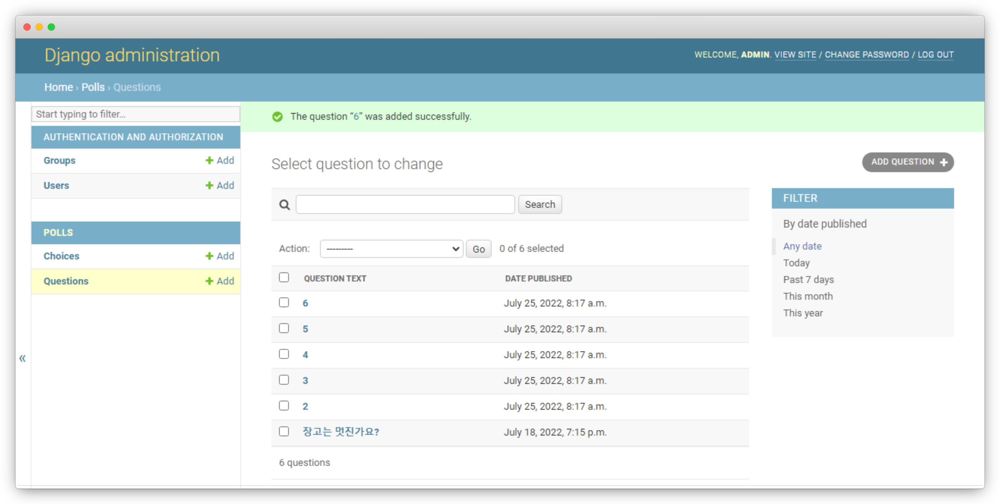 Django administration
WELCOME, ADMIN. VIEW SITE / CHANGE PASSWORD / LOG OUT
Home › Polls › Questions
Start typing to filter...
AUTHENTICATION AND AUTHORIZATION
Groups + Add
Users + Add
POLLS
Choices + Add
Questions + Add
«
The question “6” was added successfully.
Select question to change
ADD QUESTION +
Search
Action: --------- Go 0 of 6 selected
QUESTION TEXT DATE PUBLISHED
6 July 25, 2022, 8:17 a.m.
5 July 25, 2022, 8:17 a.m.
4 July 25, 2022, 8:17 a.m.
3 July 25, 2022, 8:17 a.m.
2 July 25, 2022, 8:17 a.m.
장고는 멋진가요? July 18, 2022, 7:15 p.m.
6 questions
FILTER
By date published
Any date
Today
Past 7 days
This month
This year